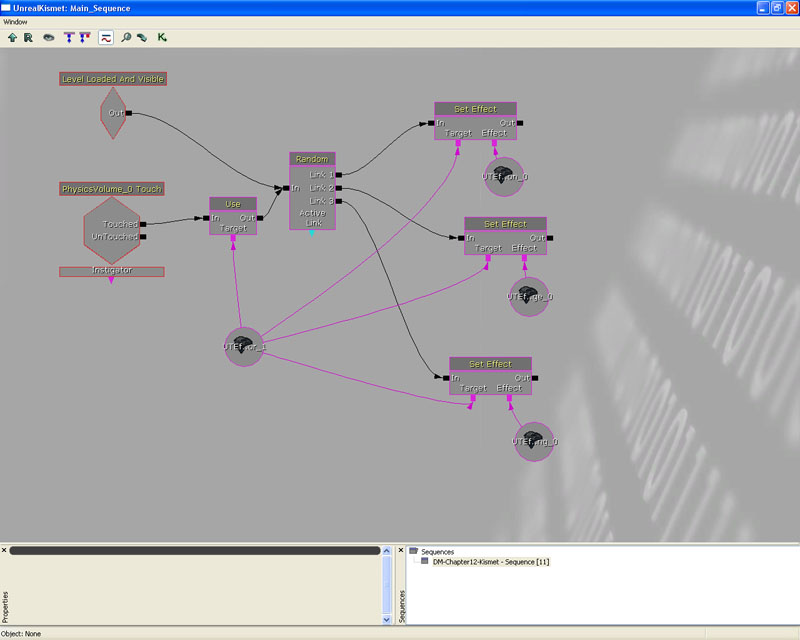 UnrealKismet: Main_Sequence
Window
Level Loaded And Visible
Out
PhysicsVolume_0 Touch
Touched
UnTouched
Instigator
Use
In Out
Target
Random
Link 1
In Link 2
Link 3
Active
Link
Set Effect
In Out
Target Effect
UTEf..on_0
Set Effect
In Out
Target Effect
UTEf..ge_0
UTEf..or_1
Set Effect
In Out
Target Effect
UTEf..ng_0
Properties
Sequences
Sequences
DM-Chapter12-Kismet - Sequence [11]
Object: None